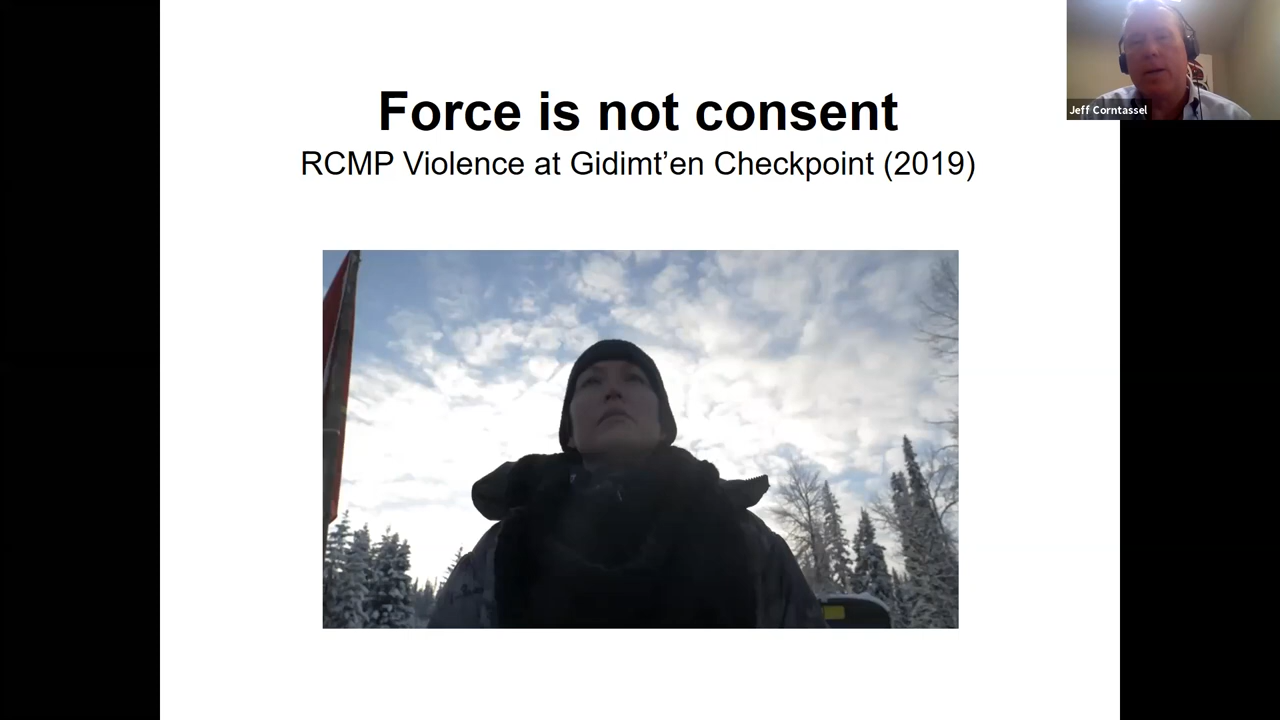 Force is not consent
RCMP Violence at Gidimt’en Checkpoint (2019)
Jeff Corntassel